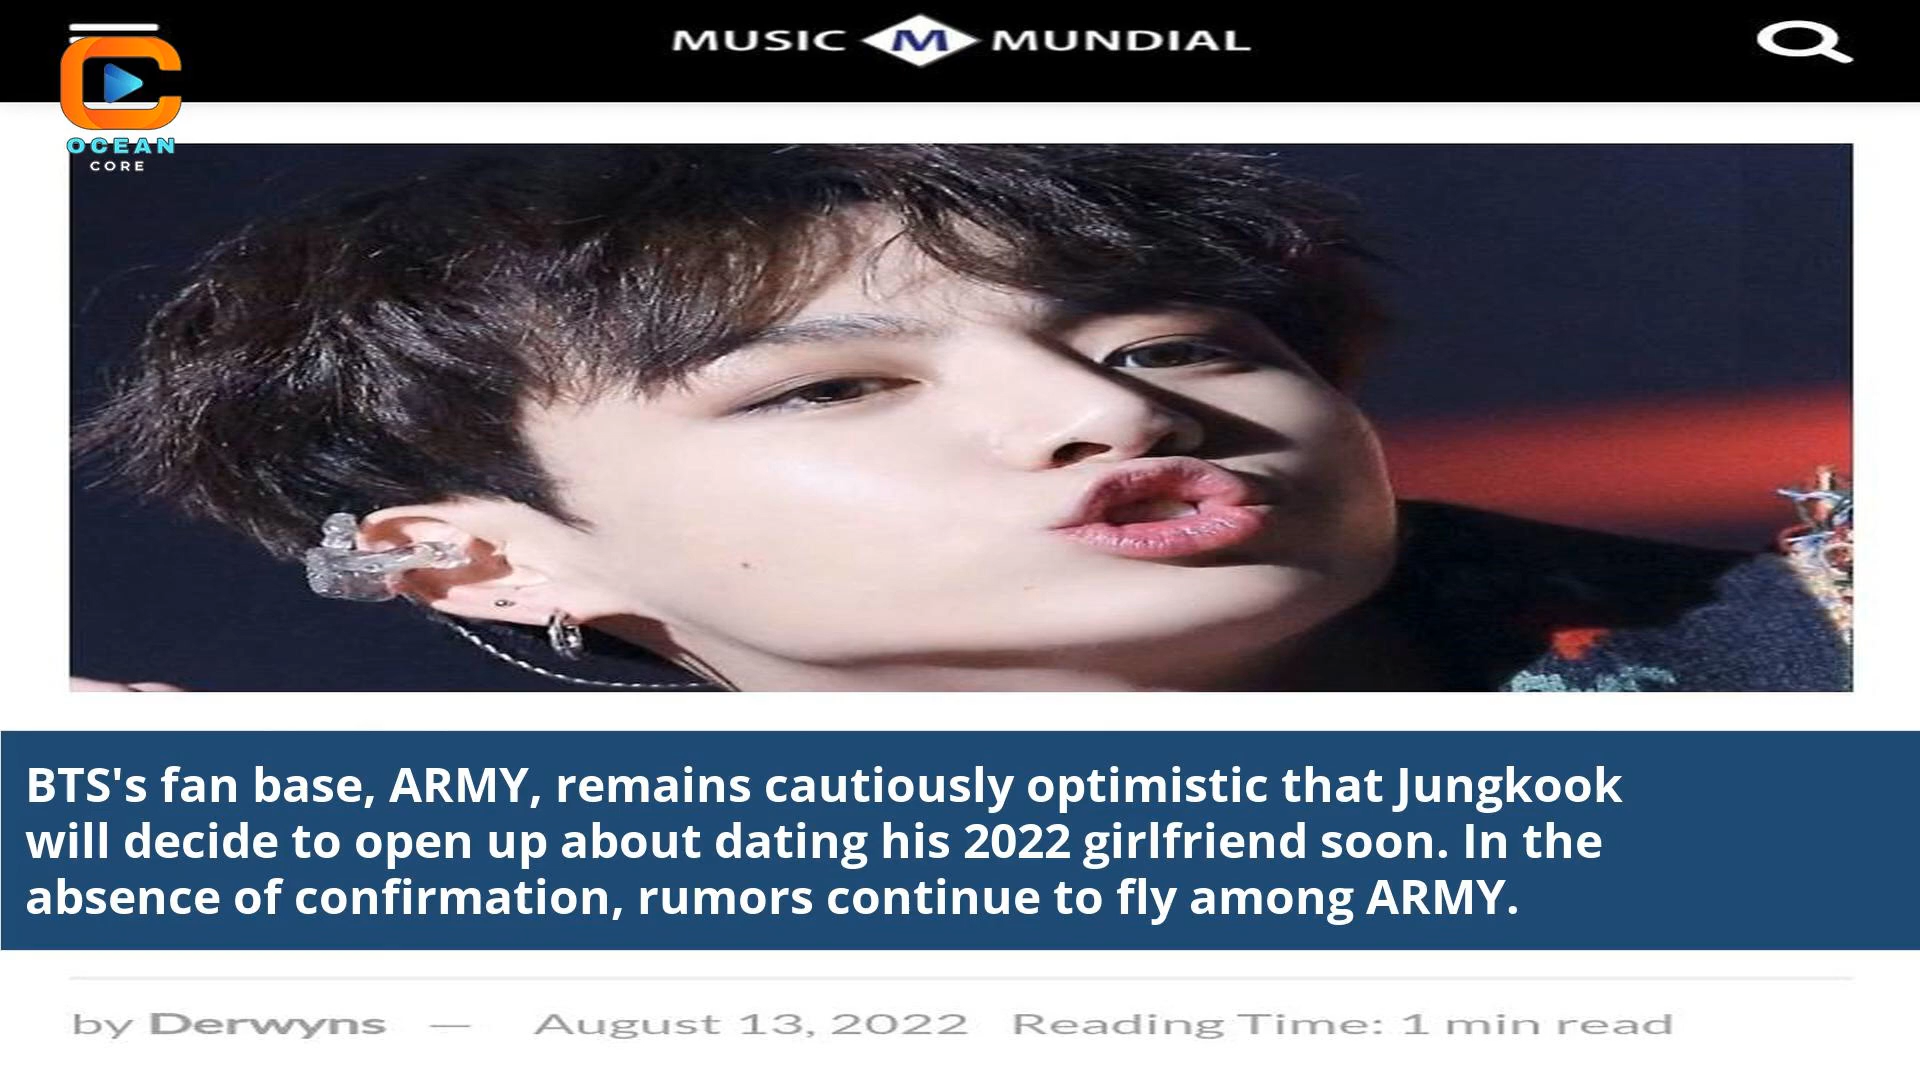 MUSIC M MUNDIAL
OCEAN
CORE
BTS's fan base, ARMY, remains cautiously optimistic that Jungkook
will decide to open up about dating his 2022 girlfriend soon. In the
absence of confirmation, rumors continue to fly among ARMY.
by Derwyns — August 13, 2022 Reading Time: 1 min read